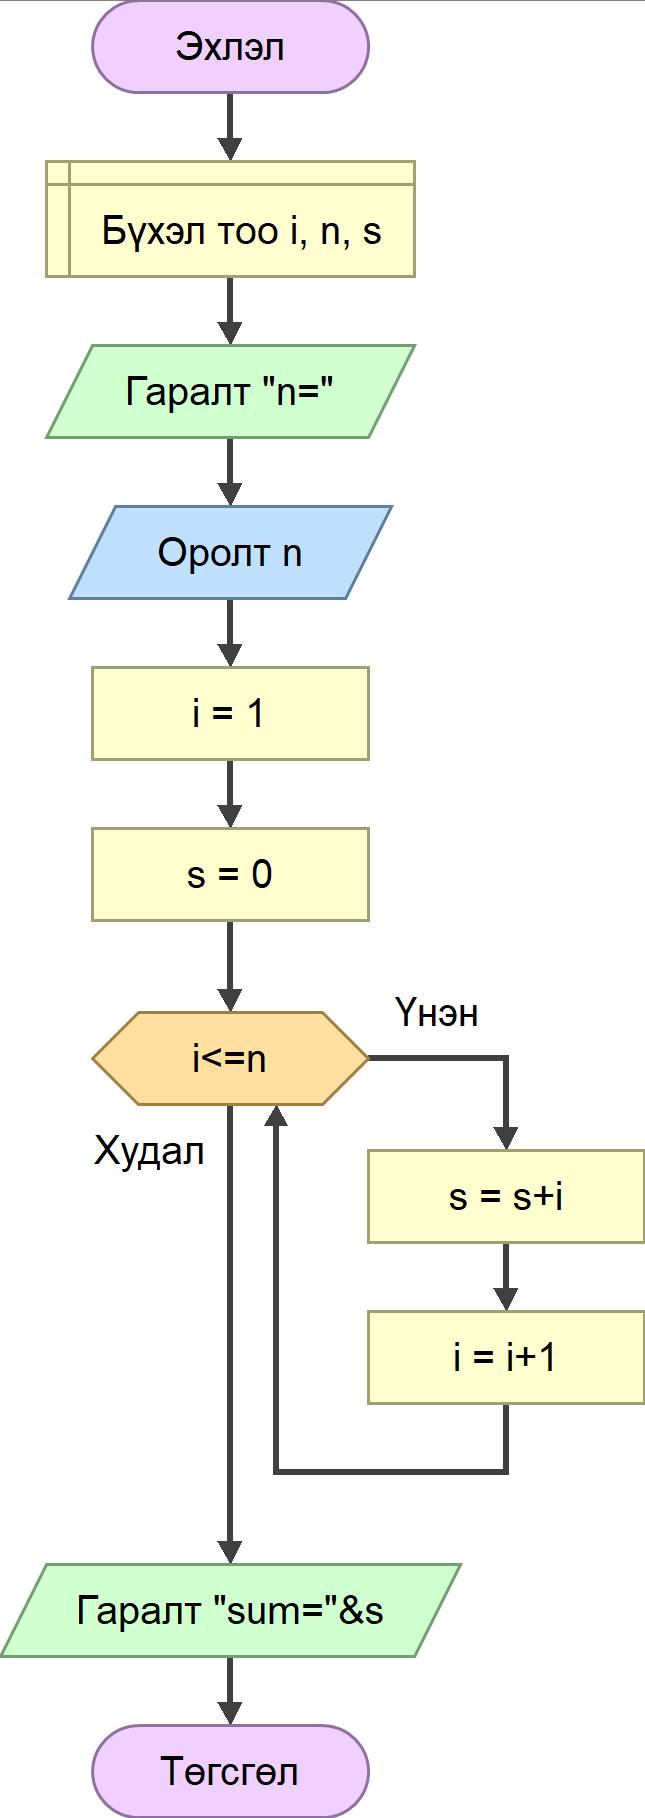 Эхлэл
Бүхэл тоо i, n, s
Гаралт "n="
Оролт n
i = 1
s = 0
i<=n
Үнэн
Худал
s = s+i
i = i+1
Гаралт "sum="&s
Төгсгөл